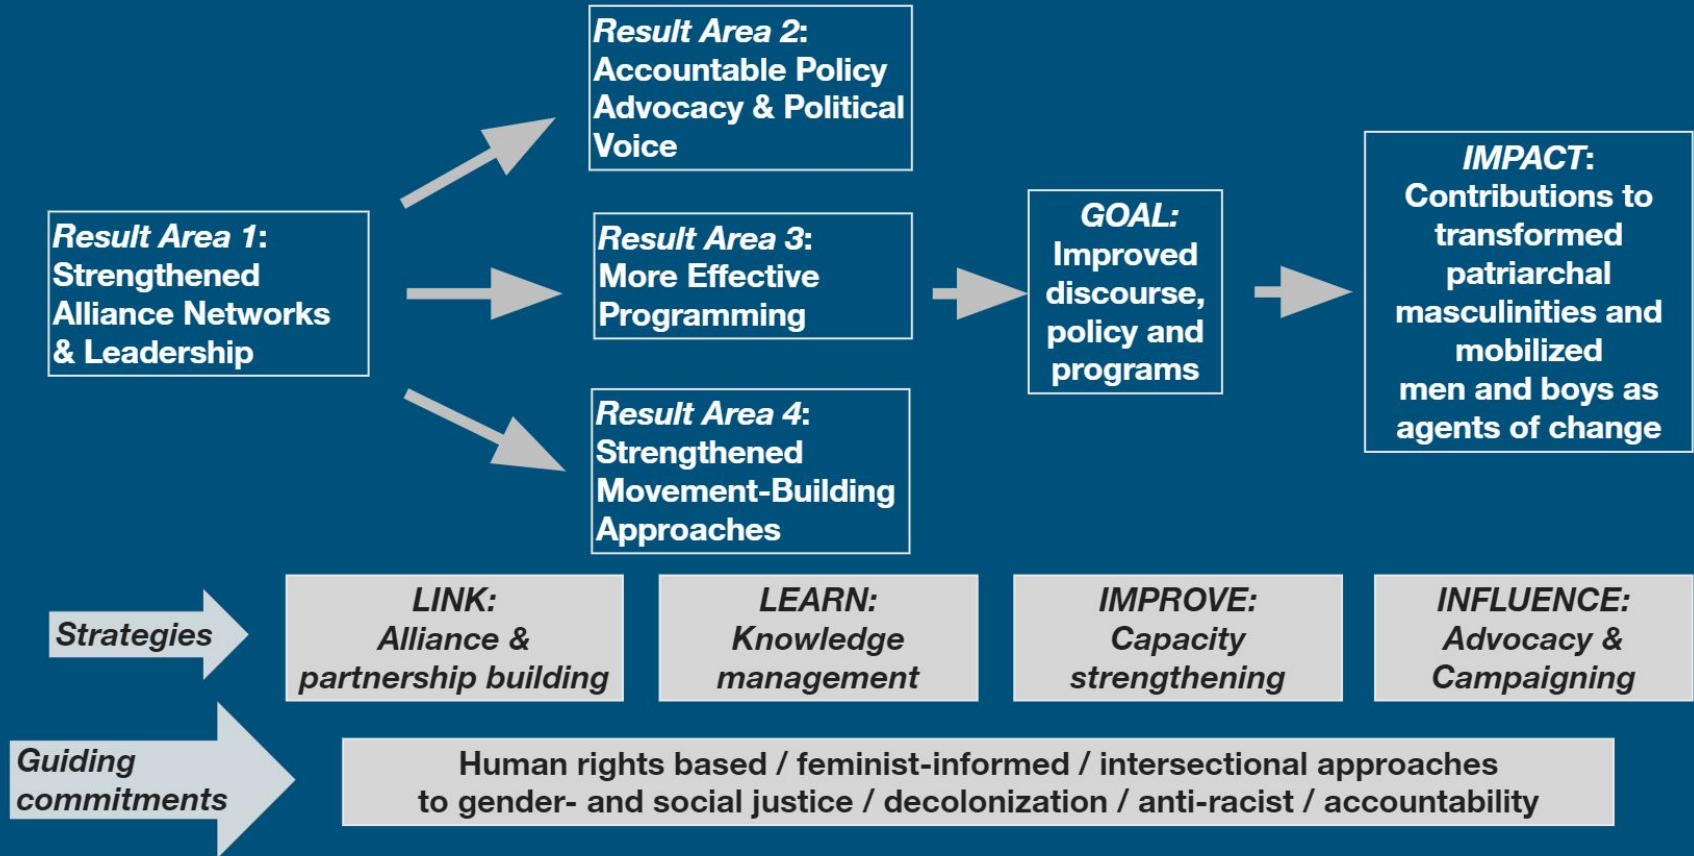 Result Area 1:
Strengthened
Alliance Networks
& Leadership
Result Area 2:
Accountable Policy
Advocacy & Political
Voice
Result Area 3:
More Effective
Programming
Result Area 4:
Strengthened
Movement-Building
Approaches
GOAL:
Improved
discourse,
policy and
programs
IMPACT:
Contributions to
transformed
patriarchal
masculinities and
mobilized
men and boys as
agents of change
Strategies
LINK:
Alliance &
partnership building
LEARN:
Knowledge
management
IMPROVE:
Capacity
strengthening
INFLUENCE:
Advocacy &
Campaigning
Guiding
commitments
Human rights based / feminist-informed / intersectional approaches
to gender- and social justice / decolonization / anti-racist / accountability